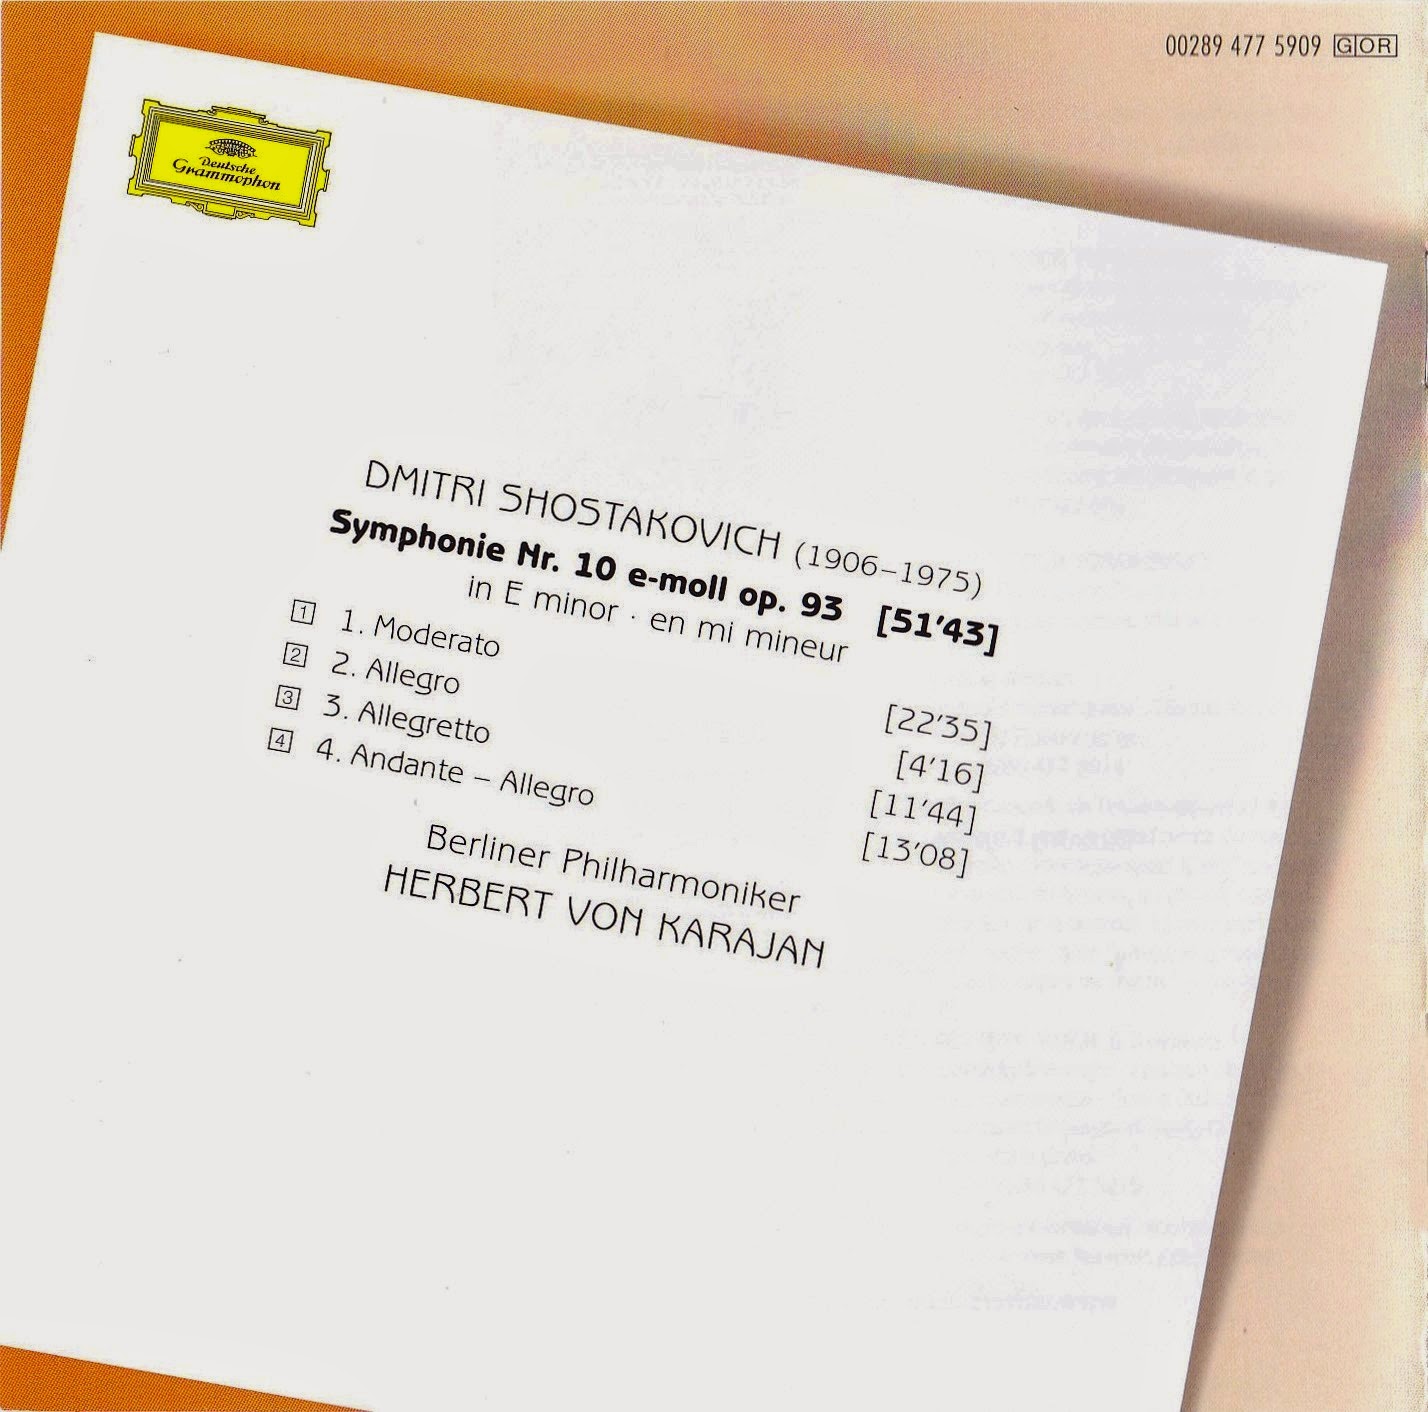 00289 477 5909 GOR
Deutsche
Grammophon
DMITRI SHOSTAKOVICH (1906–1975)
Symphonie Nr. 10 e-moll op. 93 [51’43]
in E minor · en mi mineur
1 1. Moderato [22’35]
2 2. Allegro [4’16]
3 3. Allegretto [11’44]
4 4. Andante – Allegro [13’08]
Berliner Philharmoniker
HERBERT VON KARAJAN